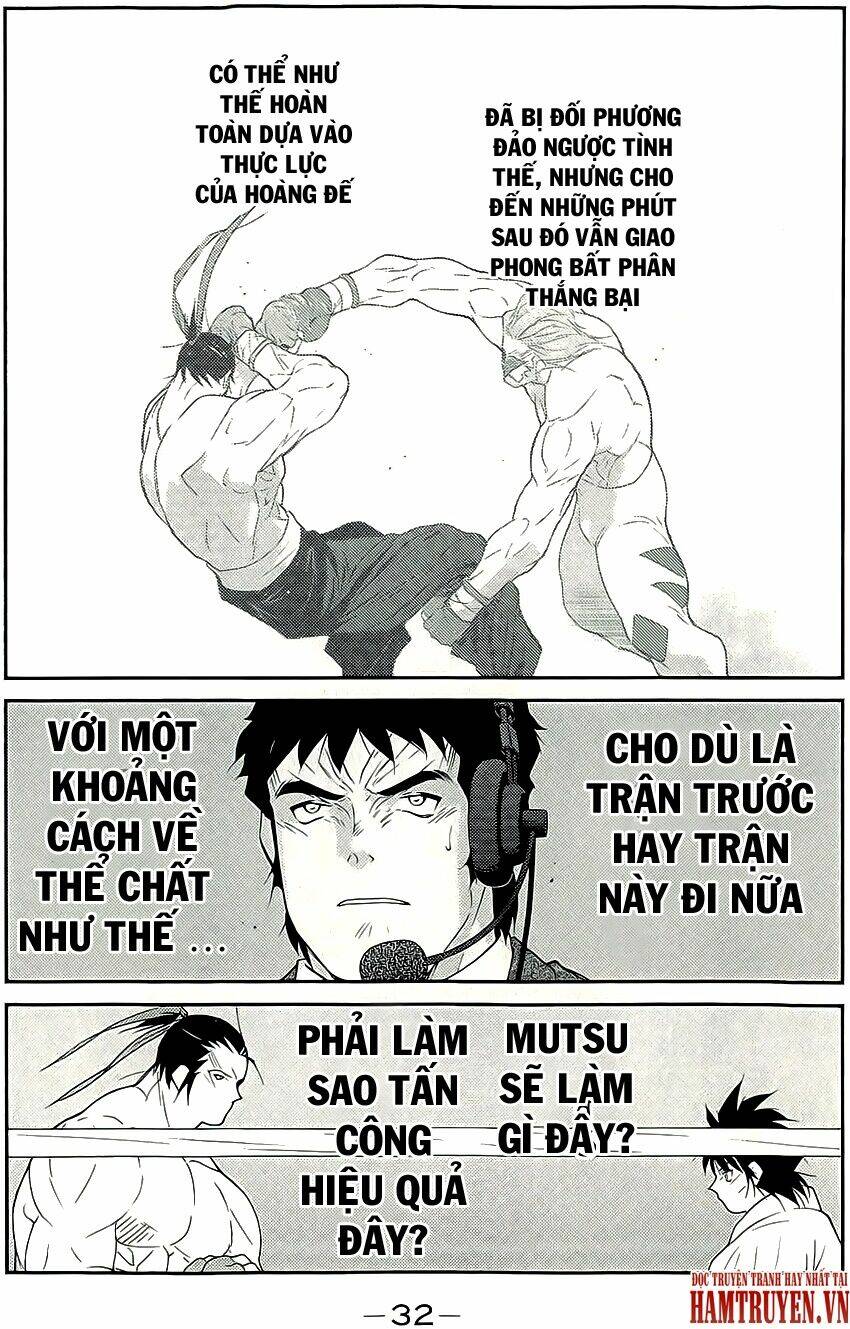 ĐÃ BỊ ĐỐI PHƯƠNG
ĐẢO NGƯỢC TÌNH
THẾ, NHƯNG CHO
ĐẾN NHỮNG PHÚT
SAU ĐÓ VẪN GIAO
PHONG BẤT PHÂN
THẮNG BẠI
CÓ THỂ NHƯ
THẾ HOÀN
TOÀN DỰA VÀO
THỰC LỰC
CỦA HOÀNG ĐẾ
CHO DÙ LÀ
TRẬN TRƯỚC
HAY TRẬN
NÀY ĐI NỮA
VỚI MỘT
KHOẢNG
CÁCH VỀ
THỂ CHẤT
NHƯ THẾ ...
MUTSU
SẼ LÀM
GÌ ĐÂY?
PHẢI LÀM
SAO TẤN
CÔNG
HIỆU QUẢ
ĐÂY?
ĐỌC TRUYỆN TRANH HAY NHẤT TẠI
HAMTRUYEN.VN
-32-